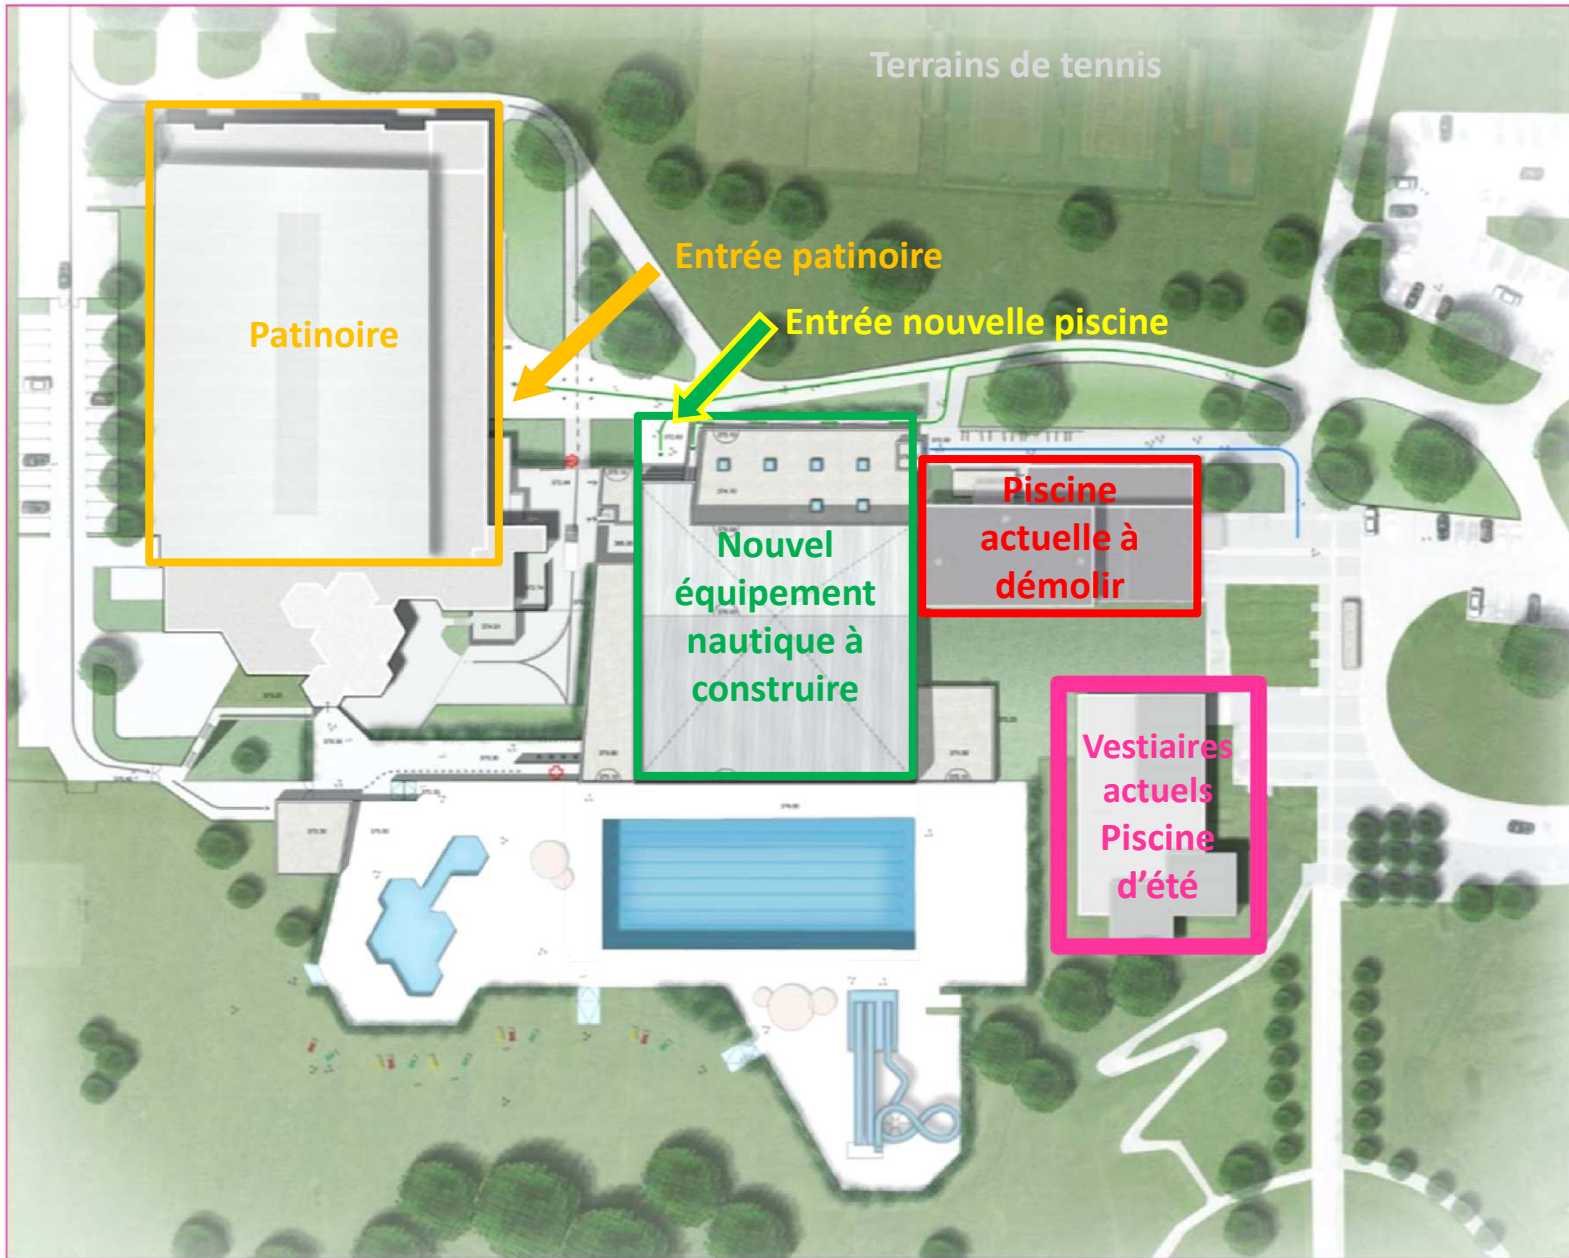 Terrains de tennis
Entrée patinoire
Entrée nouvelle piscine
Patinoire
Piscine
actuelle à
démolir
Nouvel
équipement
nautique à
construire
Vestiaires
actuels
Piscine
d'été